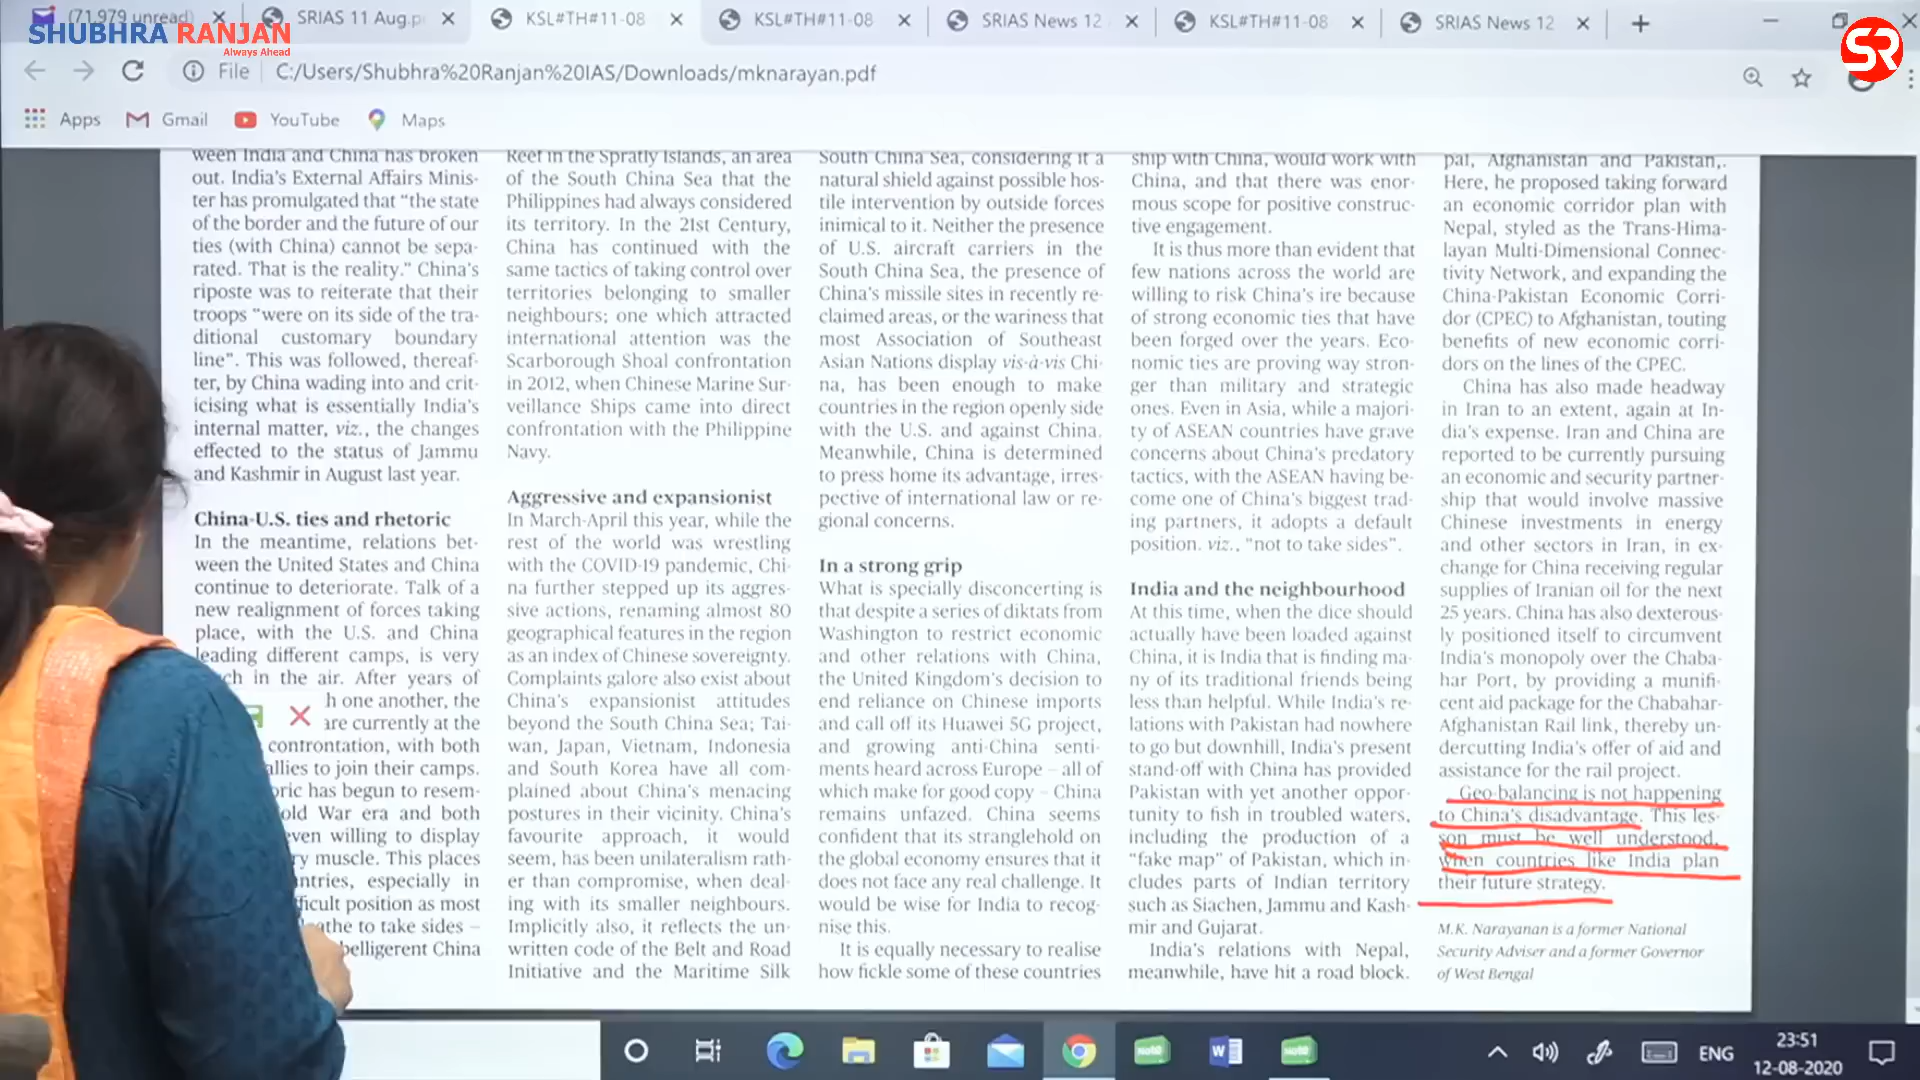 (71,979 unread)
SRIAS 11 Aug.p
KSL#TH#11-08
KSL#TH#11-08
SRIAS News 12
KSL#TH#11-08
SRIAS News 12
SHUBHRA RANJAN
Always Ahead
SR
File
C:/Users/Shubhra%20Ranjan%20IAS/Downloads/mknarayan.pdf
Apps
Gmail
YouTube
Maps
ween India and China has broken
out. India's External Affairs Minis-
ter has promulgated that "the state
of the border and the future of our
ties (with China) cannot be sepa-
rated. That is the reality." China's
riposte was to reiterate that their
troops "were on its side of the tra-
ditional customary boundary
line". This was followed, thereaf-
ter, by China wading into and crit-
icising what is essentially India's
internal matter, viz., the changes
effected to the status of Jammu
and Kashmir in August last year.
China-U.S. ties and rhetoric
In the meantime, relations bet-
ween the United States and China
continue to deteriorate. Talk of a
new realignment of forces taking
place, with the U.S. and China
leading different camps, is very
ch in the air. After years of
h one another, the
are currently at the
controntation, with both
allies to join their camps.
ric has begun to resem-
old War era and both
even willing to display
ry muscle. This places
ntries, especially in
ficult position as most
athe to take sides –
belligerent China
Reef in the Spratly Islands, an area
of the South China Sea that the
Philippines had always considered
its territory. In the 21st Century,
China has continued with the
same tactics of taking control over
territories belonging to smaller
neighbours; one which attracted
international attention was the
Scarborough Shoal confrontation
in 2012, when Chinese Marine Sur-
veillance Ships came into direct
confrontation with the Philippine
Navy.
Aggressive and expansionist
In March-April this year, while the
rest of the world was wrestling
with the COVID-19 pandemic, Chi-
na further stepped up its aggres-
sive actions, renaming almost 80
geographical features in the region
as an index of Chinese sovereignty.
Complaints galore also exist about
China's expansionist attitudes
beyond the South China Sea; Tai-
wan, Japan, Vietnam, Indonesia
and South Korea have all com-
plained about China's menacing
postures in their vicinity. China's
favourite approach, it would
seem, has been unilateralism rath-
er than compromise, when deal-
ing with its smaller neighbours.
Implicitly also, it reflects the un-
written code of the Belt and Road
Initiative and the Maritime Silk
South China Sea, considering it a
natural shield against possible hos-
tile intervention by outside forces
inimical to it. Neither the presence
of U.S. aircraft carriers in the
South China Sea, the presence of
China's missile sites in recently re-
claimed areas, or the wariness that
most Association of Southeast
Asian Nations display vis-à-vis Chi-
na, has been enough to make
countries in the region openly side
with the U.S. and against China.
Meanwhile, China is determined
to press home its advantage, irres-
pective of international law or re-
gional concerns.
In a strong grip
What is specially disconcerting is
that despite a series of diktats from
Washington to restrict economic
and other relations with China,
the United Kingdom's decision to
end reliance on Chinese imports
and call off its Huawei 5G project,
and growing anti-China senti-
ments heard across Europe – all of
which make for good copy – China
remains unfazed. China seems
confident that its stranglehold on
the global economy ensures that it
does not face any real challenge. It
would be wise for India to recog-
nise this.
It is equally necessary to realise
how fickle some of these countries
ship with China, would work with
China, and that there was enor-
mous scope for positive construc-
tive engagement.
It is thus more than evident that
few nations across the world are
willing to risk China's ire because
of strong economic ties that have
been forged over the years. Eco-
nomic ties are proving way stron-
ger than military and strategic
ones. Even in Asia, while a majori-
ty of ASEAN countries have grave
concerns about China's predatory
tactics, with the ASEAN having be-
come one of China's biggest trad-
ing partners, it adopts a default
position. viz., "not to take sides".
India and the neighbourhood
At this time, when the dice should
actually have been loaded against
China, it is India that is finding ma-
ny of its traditional friends being
less than helpful. While India's re-
lations with Pakistan had nowhere
to go but downhill, India's present
stand-off with China has provided
Pakistan with yet another oppor-
tunity to fish in troubled waters,
including the production of a
"fake map" of Pakistan, which in-
cludes parts of Indian territory
such as Siachen, Jammu and Kash-
mir and Gujarat.
India's relations with Nepal,
meanwhile, have hit a road block.
pal, Afghanistan and Pakistan,.
Here, he proposed taking forward
an economic corridor plan with
Nepal, styled as the Trans-Hima-
layan Multi-Dimensional Connec-
tivity Network, and expanding the
China-Pakistan Economic Corri-
dor (CPEC) to Afghanistan, touting
benefits of new economic corri-
dors on the lines of the CPEC.
China has also made headway
in Iran to an extent, again at In-
dia's expense. Iran and China are
reported to be currently pursuing
an economic and security partner-
ship that would involve massive
Chinese investments in energy
and other sectors in Iran, in ex-
change for China receiving regular
supplies of Iranian oil for the next
25 years. China has also dexterous-
ly positioned itself to circumvent
India's monopoly over the Chaba-
har Port, by providing a munifi-
cent aid package for the Chabahar-
Afghanistan Rail link, thereby un-
dercutting India's offer of aid and
assistance for the rail project.
Geo-balancing is not happening
to China's disadvantage. This les-
son must be well understood,
when countries like India plan
their future strategy.
M.K. Narayanan is a former National
Security Adviser and a former Governor
of West Bengal
ENG
23:51
12-08-2020